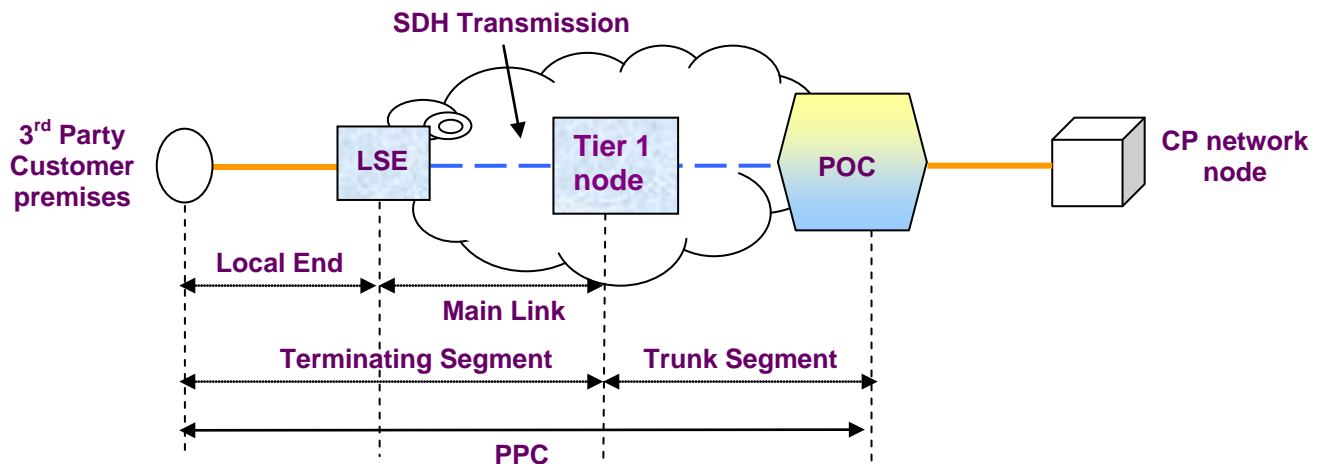 SDH Transmission
3rd Party
Customer
premises
LSE
Tier 1
node
POC
CP network
node
Local End
Main Link
Terminating Segment
Trunk Segment
PPC